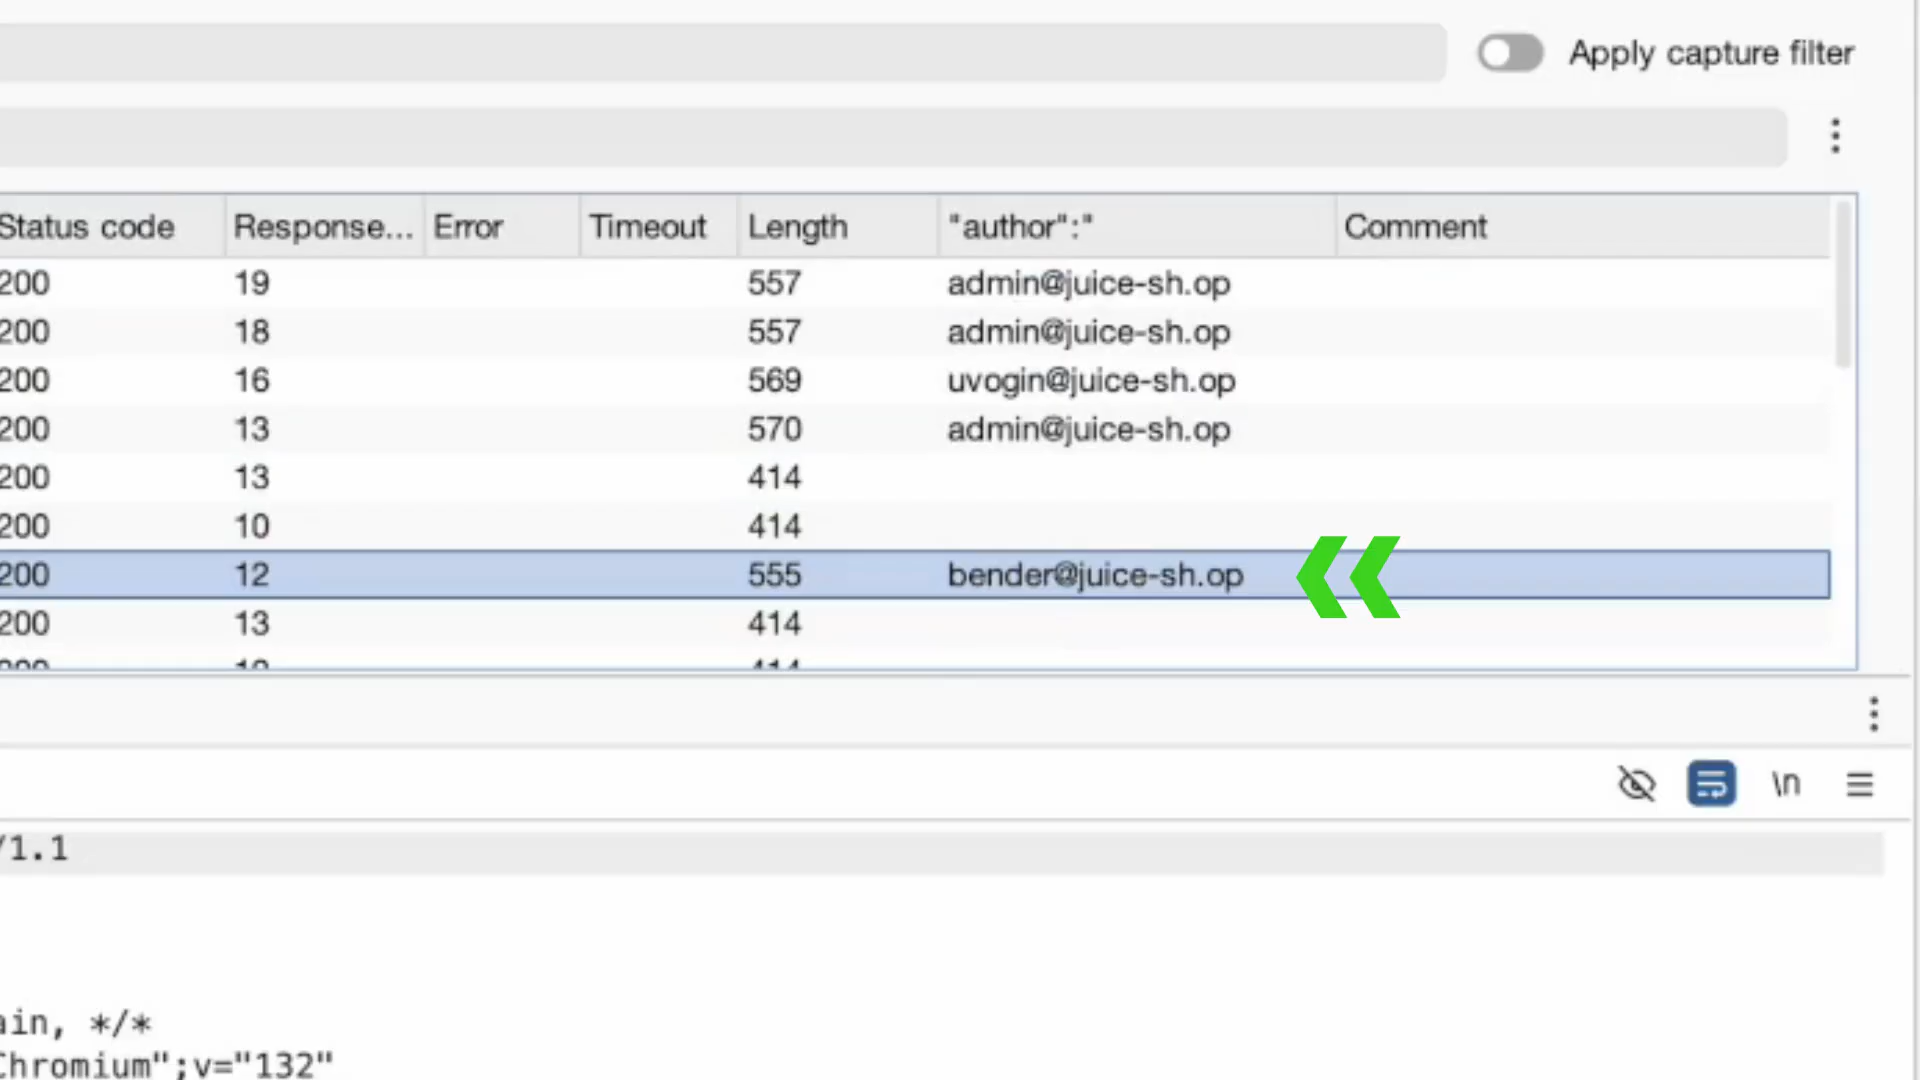 Apply capture filter
Status code Response... Error Timeout Length "author":" Comment
200 19 557 admin@juice-sh.op
200 18 557 admin@juice-sh.op
200 16 569 uvogin@juice-sh.op
200 13 570 admin@juice-sh.op
200 13 414
200 10 414
200 12 555 bender@juice-sh.op
200 13 414
\n
/1.1
ain, */*
Chromium";v="132"